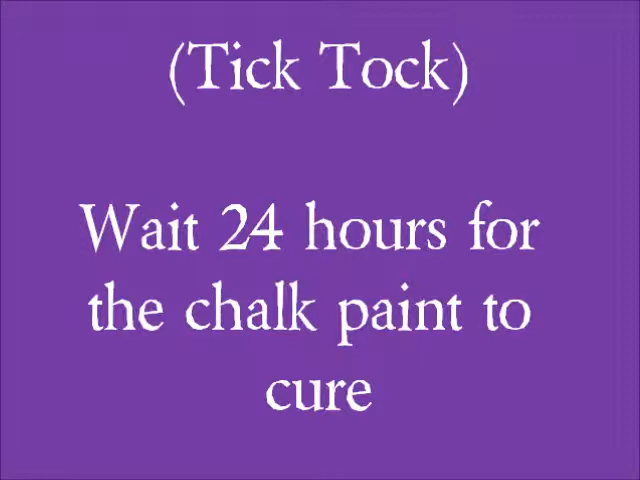 (Tick Tock)
Wait 24 hours for
the chalk paint to
cure